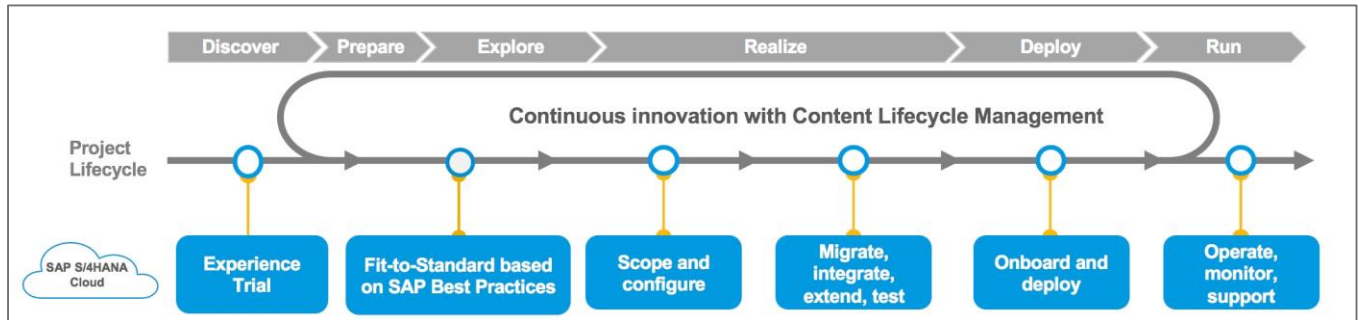 Discover
Prepare
Explore
Realize
Deploy
Run
Continuous innovation with Content Lifecycle Management
Project
Lifecycle
SAP S/4HANA
Cloud
Experience
Trial
Fit-to-Standard based
on SAP Best Practices
Scope and
configure
Migrate,
integrate,
extend, test
Onboard and
deploy
Operate,
monitor,
support